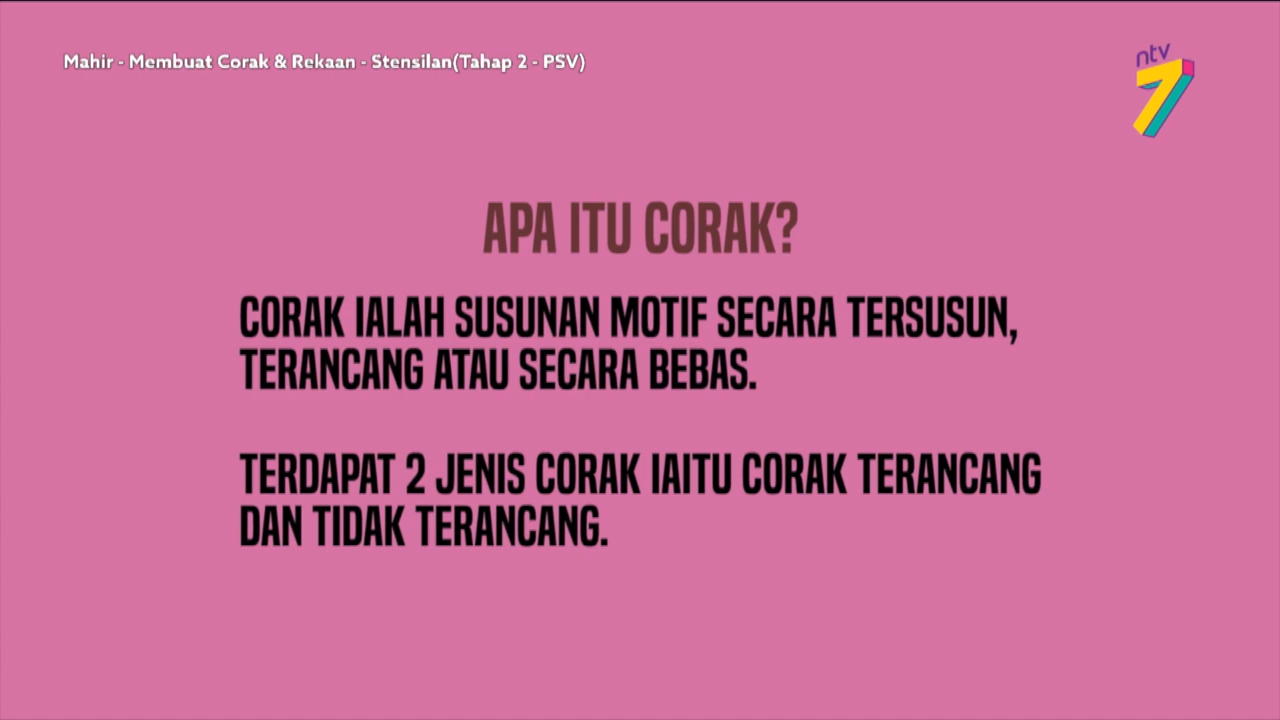 Mahir - Membuat Corak & Rekaan - Stensilan(Tahap 2 - PSV)
ntv
7
APA ITU CORAK?
CORAK IALAH SUSUNAN MOTIF SECARA TERSUSUN,
TERANCANG ATAU SECARA BEBAS.
TERDAPAT 2 JENIS CORAK IAITU CORAK TERANCANG
DAN TIDAK TERANCANG.